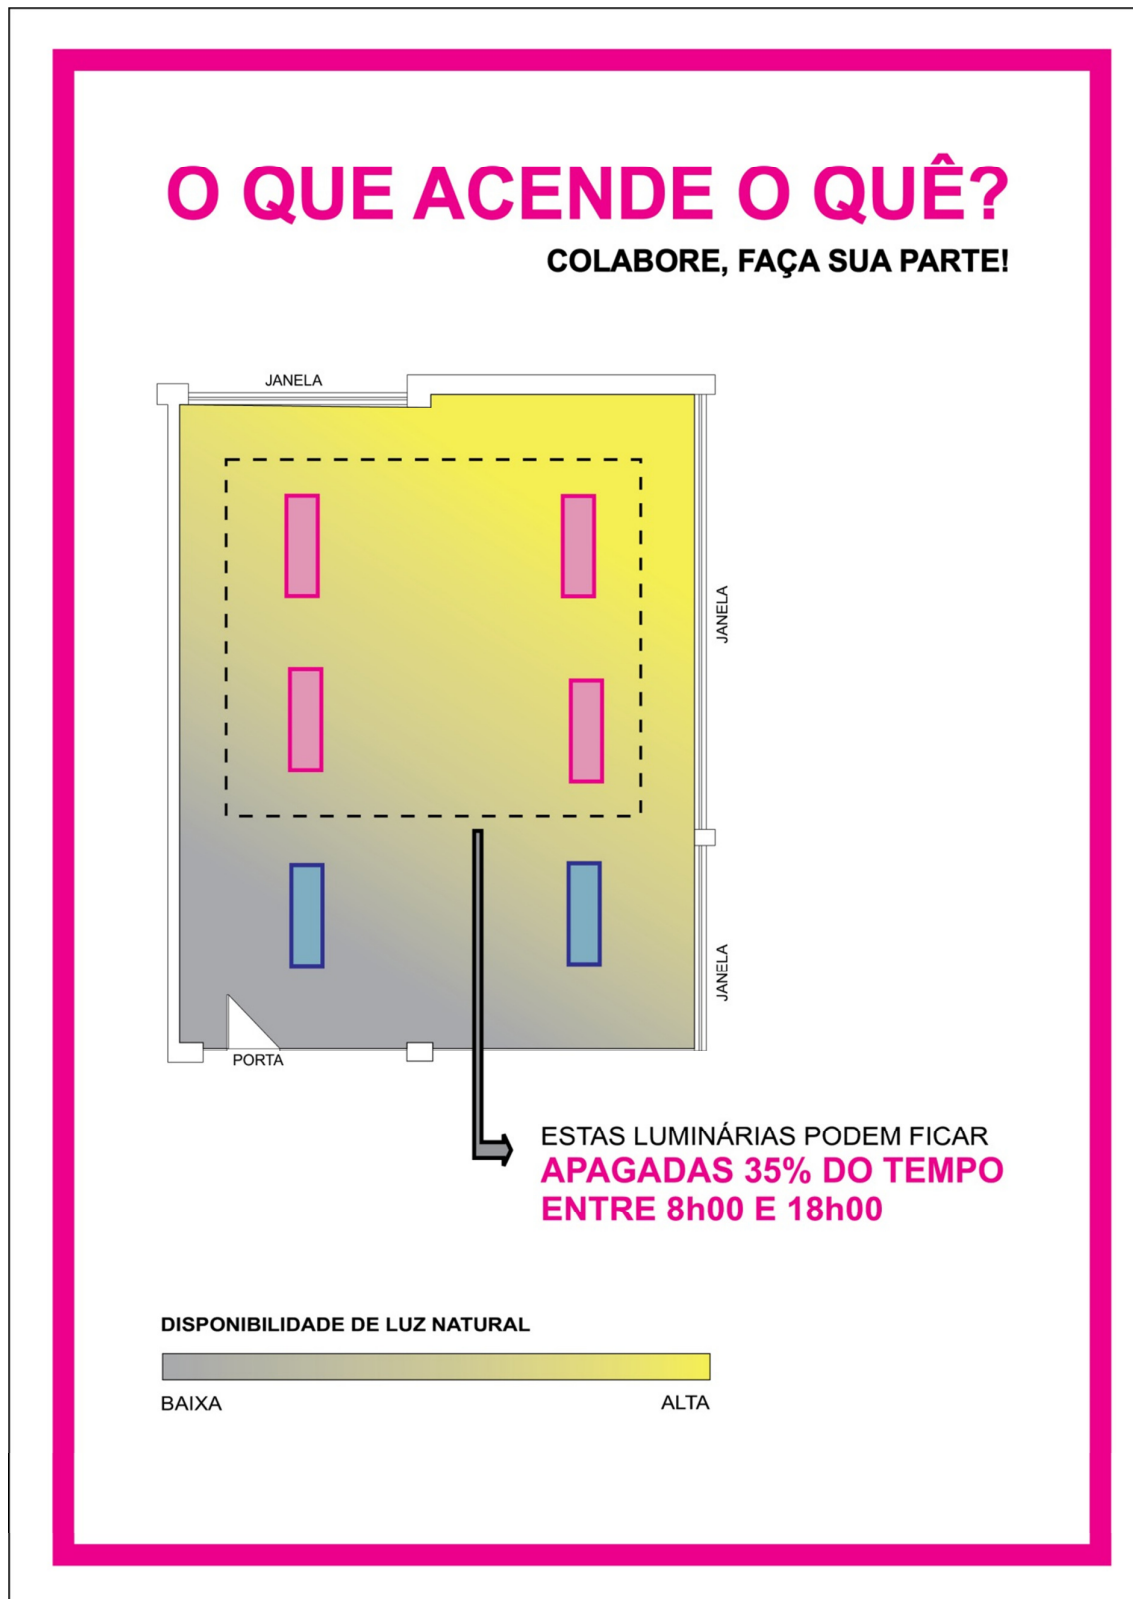 O QUE ACENDE O QUÊ?
COLABORE, FAÇA SUA PARTE!
JANELA
JANELA
JANELA
PORTA
ESTAS LUMINÁRIAS PODEM FICAR
APAGADAS 35% DO TEMPO
ENTRE 8h00 E 18h00
DISPONIBILIDADE DE LUZ NATURAL
BAIXA
ALTA